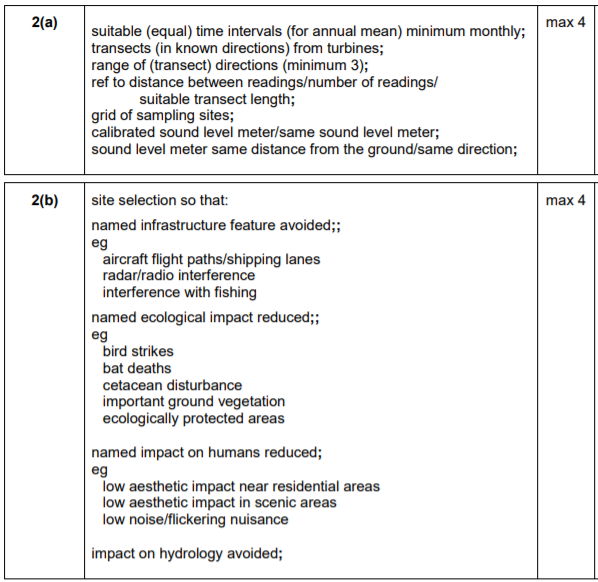 2(a)
suitable (equal) time intervals (for annual mean) minimum monthly;
max 4
transects (in known directions) from turbines;
range of (transect) directions (minimum 3);
ref to distance between readings/number of readings/
suitable transect length;
grid of sampling sites;
calibrated sound level meter/same sound level meter;
sound level meter same distance from the ground/same direction;
2(b)
site selection so that:
max 4
named infrastructure feature avoided;;
eg
aircraft flight paths/shipping lanes
radar/radio interference
interference with fishing
named ecological impact reduced;;
eg
bird strikes
bat deaths
cetacean disturbance
important ground vegetation
ecologically protected areas
named impact on humans reduced;
eg
low aesthetic impact near residential areas
low aesthetic impact in scenic areas
low noise/flickering nuisance
impact on hydrology avoided;